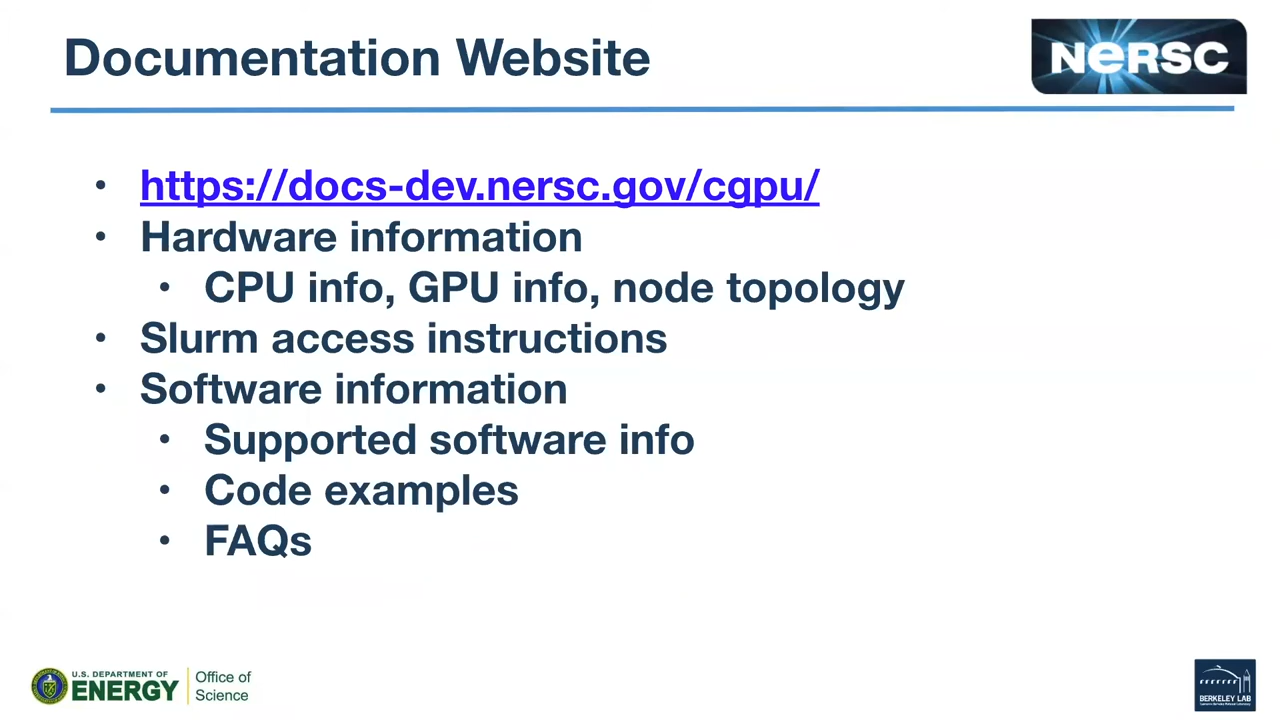 Documentation Website
NERSC
• https://docs-dev.nersc.gov/cgpu/
• Hardware information
• CPU info, GPU info, node topology
• Slurm access instructions
• Software information
• Supported software info
• Code examples
• FAQs
U.S. DEPARTMENT OF
ENERGY
Office of
Science
BERKELEY LAB